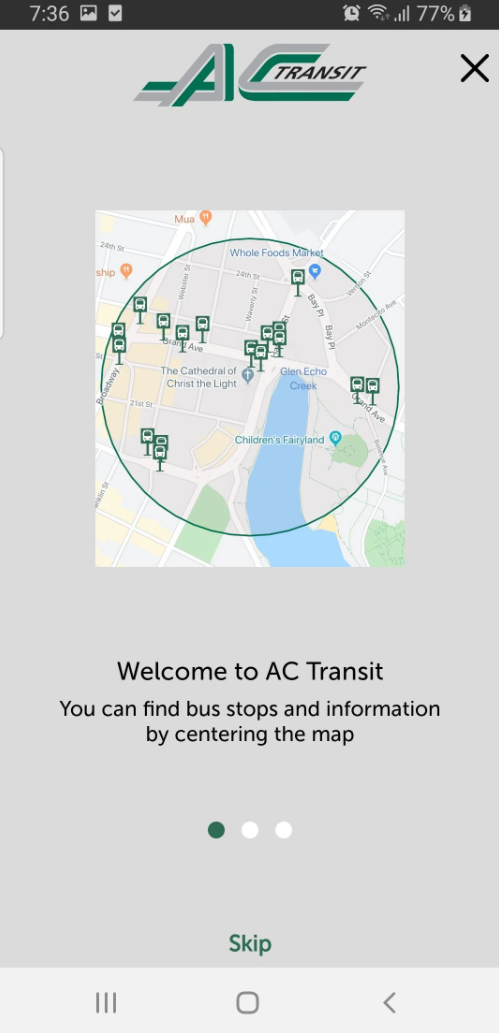 7:36
77%
AC TRANSIT
Mua
24th St
Whole Foods Market
ship
Webster St
24th St
Waverly St
Bay Pl
Vernon St
Montecito Ave
Bay Pl
Grand Ave
St
Broadway
The Cathedral of
Christ the Light
Glen Echo
Creek
21st St
Grand Ave
Children's Fairyland
nklin St
Welcome to AC Transit
You can find bus stops and information
by centering the map
Skip